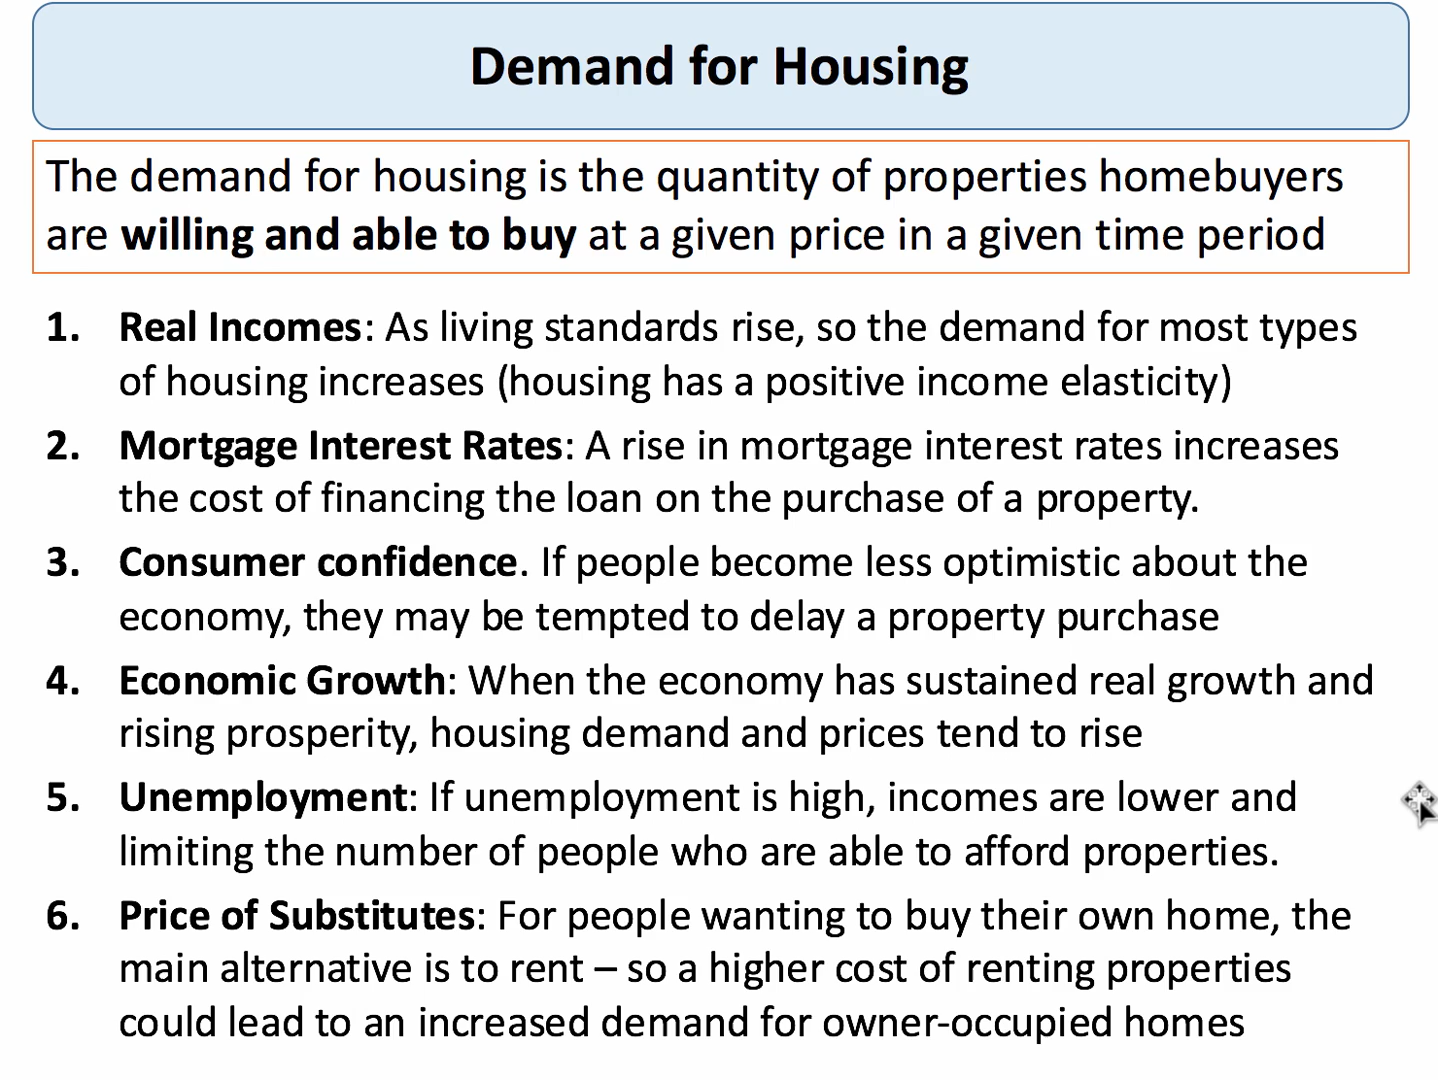 Demand for Housing
The demand for housing is the quantity of properties homebuyers
are willing and able to buy at a given price in a given time period
1. Real Incomes: As living standards rise, so the demand for most types
of housing increases (housing has a positive income elasticity)
2. Mortgage Interest Rates: A rise in mortgage interest rates increases
the cost of financing the loan on the purchase of a property.
3. Consumer confidence. If people become less optimistic about the
economy, they may be tempted to delay a property purchase
4. Economic Growth: When the economy has sustained real growth and
rising prosperity, housing demand and prices tend to rise
5. Unemployment: If unemployment is high, incomes are lower and
limiting the number of people who are able to afford properties.
6. Price of Substitutes: For people wanting to buy their own home, the
main alternative is to rent – so a higher cost of renting properties
could lead to an increased demand for owner-occupied homes